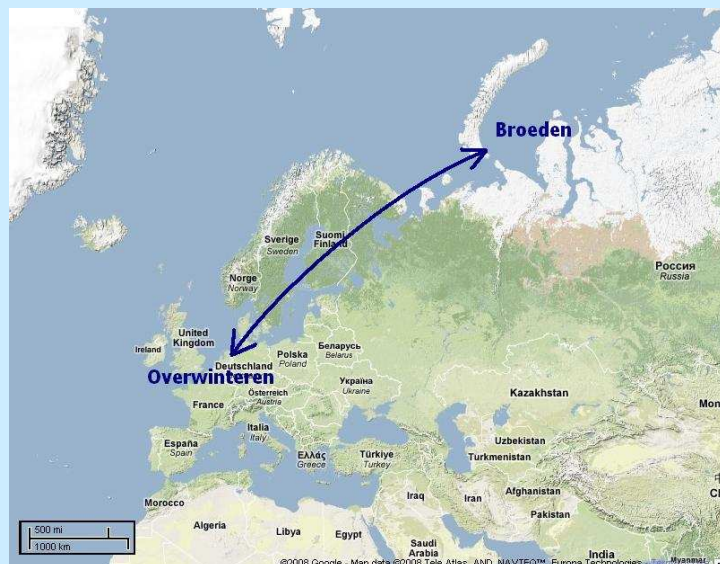 Broeden
Sverige
Sweden
Suomi
Finland
Norge
Norway
Россия
Russia
United
Kingdom
Ireland
Deutschland
Polska
Poland
Беларусь
Belarus
Overwinteren
Österreich
Austria
Україна
Ukraine
France
Kazakhstan
Mon
Italia
Italy
España
Spain
Ελλάς
Greece
Türkiye
Turkey
Uzbekistan
Turkmenistan
Morocco
Algeria
Libya
Egypt
Iraq
Iran
Afghanistan
Pakistan
Saudi
Arabia
India
Myanmar
500 mi
1000 km
©2008 Google - Map data ©2008 Tele Atlas, AND, NAVTEQ™, Europa Technologies -